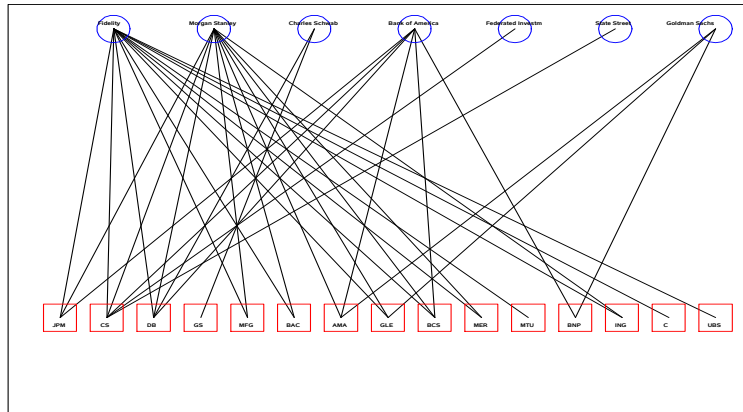 Fidelity Morgan Stanley Charles Schwab Bank of America Federated Investm State Street Goldman Sachs
JPM CS DB GS MFG BAC AMA GLE BCS MER MTU BNP ING C UBS